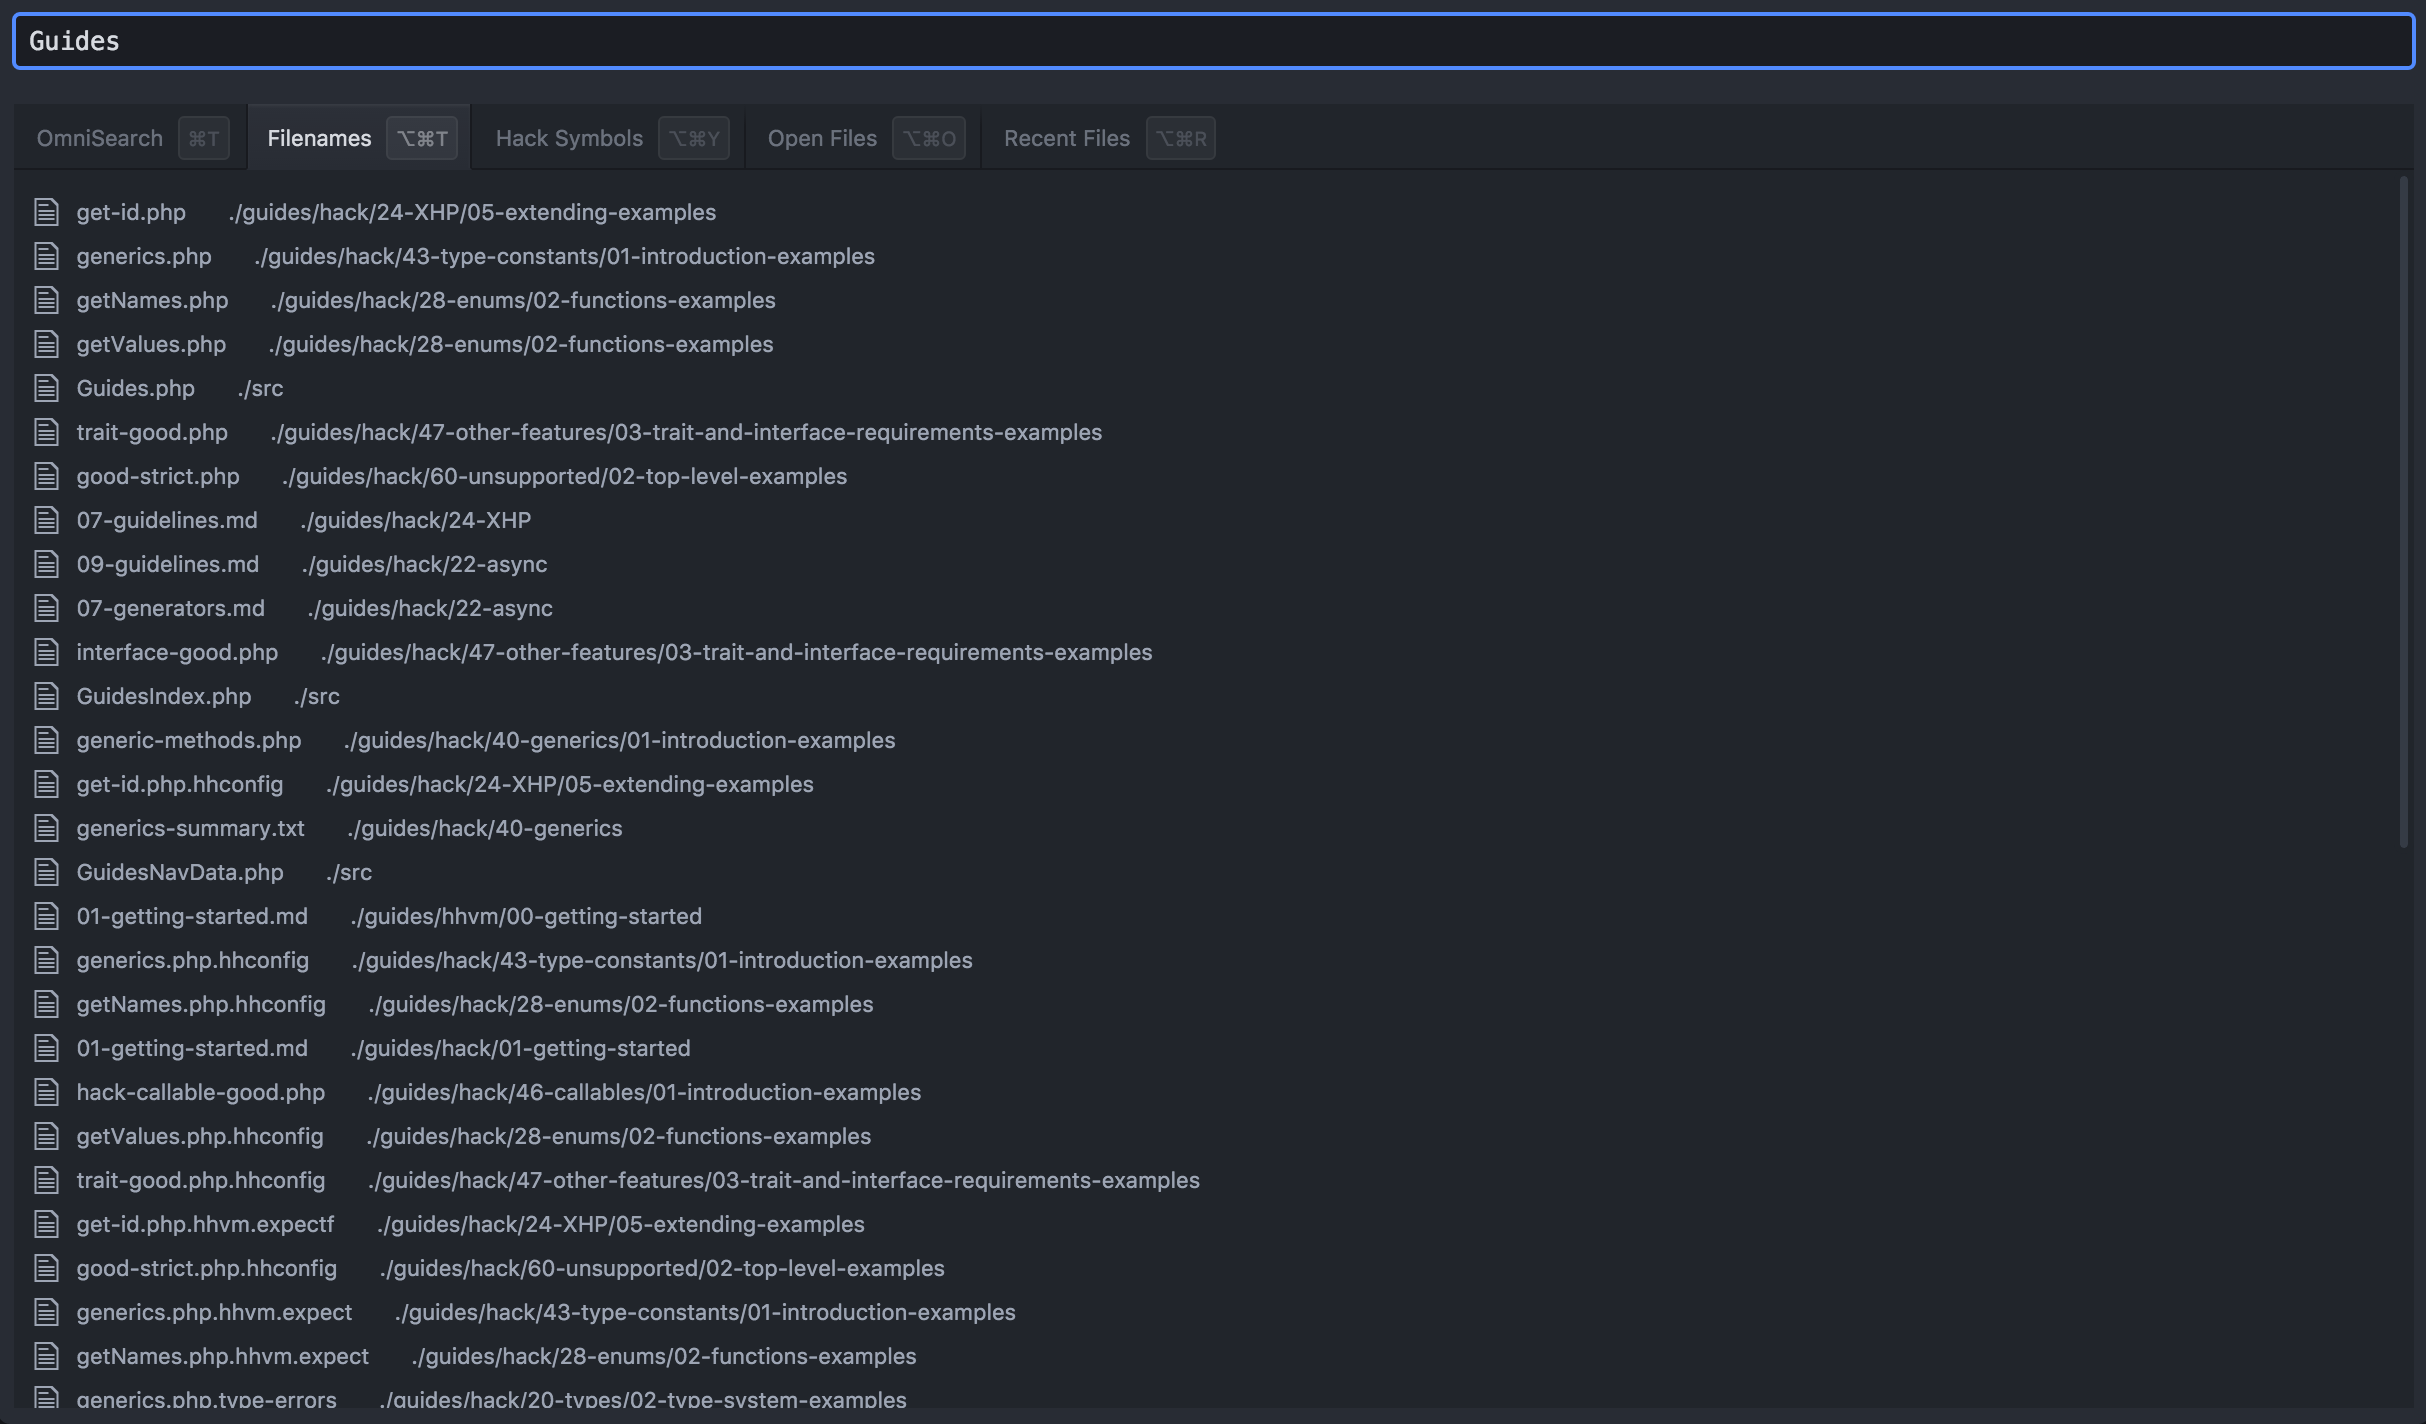 Guides
OmniSearch ⌘T Filenames ⌥⌘T Hack Symbols ⌥⌘Y Open Files ⌥⌘O Recent Files ⌥⌘R
get-id.php ./guides/hack/24-XHP/05-extending-examples
generics.php ./guides/hack/43-type-constants/01-introduction-examples
getNames.php ./guides/hack/28-enums/02-functions-examples
getValues.php ./guides/hack/28-enums/02-functions-examples
Guides.php ./src
trait-good.php ./guides/hack/47-other-features/03-trait-and-interface-requirements-examples
good-strict.php ./guides/hack/60-unsupported/02-top-level-examples
07-guidelines.md ./guides/hack/24-XHP
09-guidelines.md ./guides/hack/22-async
07-generators.md ./guides/hack/22-async
interface-good.php ./guides/hack/47-other-features/03-trait-and-interface-requirements-examples
GuidesIndex.php ./src
generic-methods.php ./guides/hack/40-generics/01-introduction-examples
get-id.php.hhconfig ./guides/hack/24-XHP/05-extending-examples
generics-summary.txt ./guides/hack/40-generics
GuidesNavData.php ./src
01-getting-started.md ./guides/hhvm/00-getting-started
generics.php.hhconfig ./guides/hack/43-type-constants/01-introduction-examples
getNames.php.hhconfig ./guides/hack/28-enums/02-functions-examples
01-getting-started.md ./guides/hack/01-getting-started
hack-callable-good.php ./guides/hack/46-callables/01-introduction-examples
getValues.php.hhconfig ./guides/hack/28-enums/02-functions-examples
trait-good.php.hhconfig ./guides/hack/47-other-features/03-trait-and-interface-requirements-examples
get-id.php.hhvm.expectf ./guides/hack/24-XHP/05-extending-examples
good-strict.php.hhconfig ./guides/hack/60-unsupported/02-top-level-examples
generics.php.hhvm.expect ./guides/hack/43-type-constants/01-introduction-examples
getNames.php.hhvm.expect ./guides/hack/28-enums/02-functions-examples
generics.php.type-errors ./guides/hack/20-types/02-type-system-examples